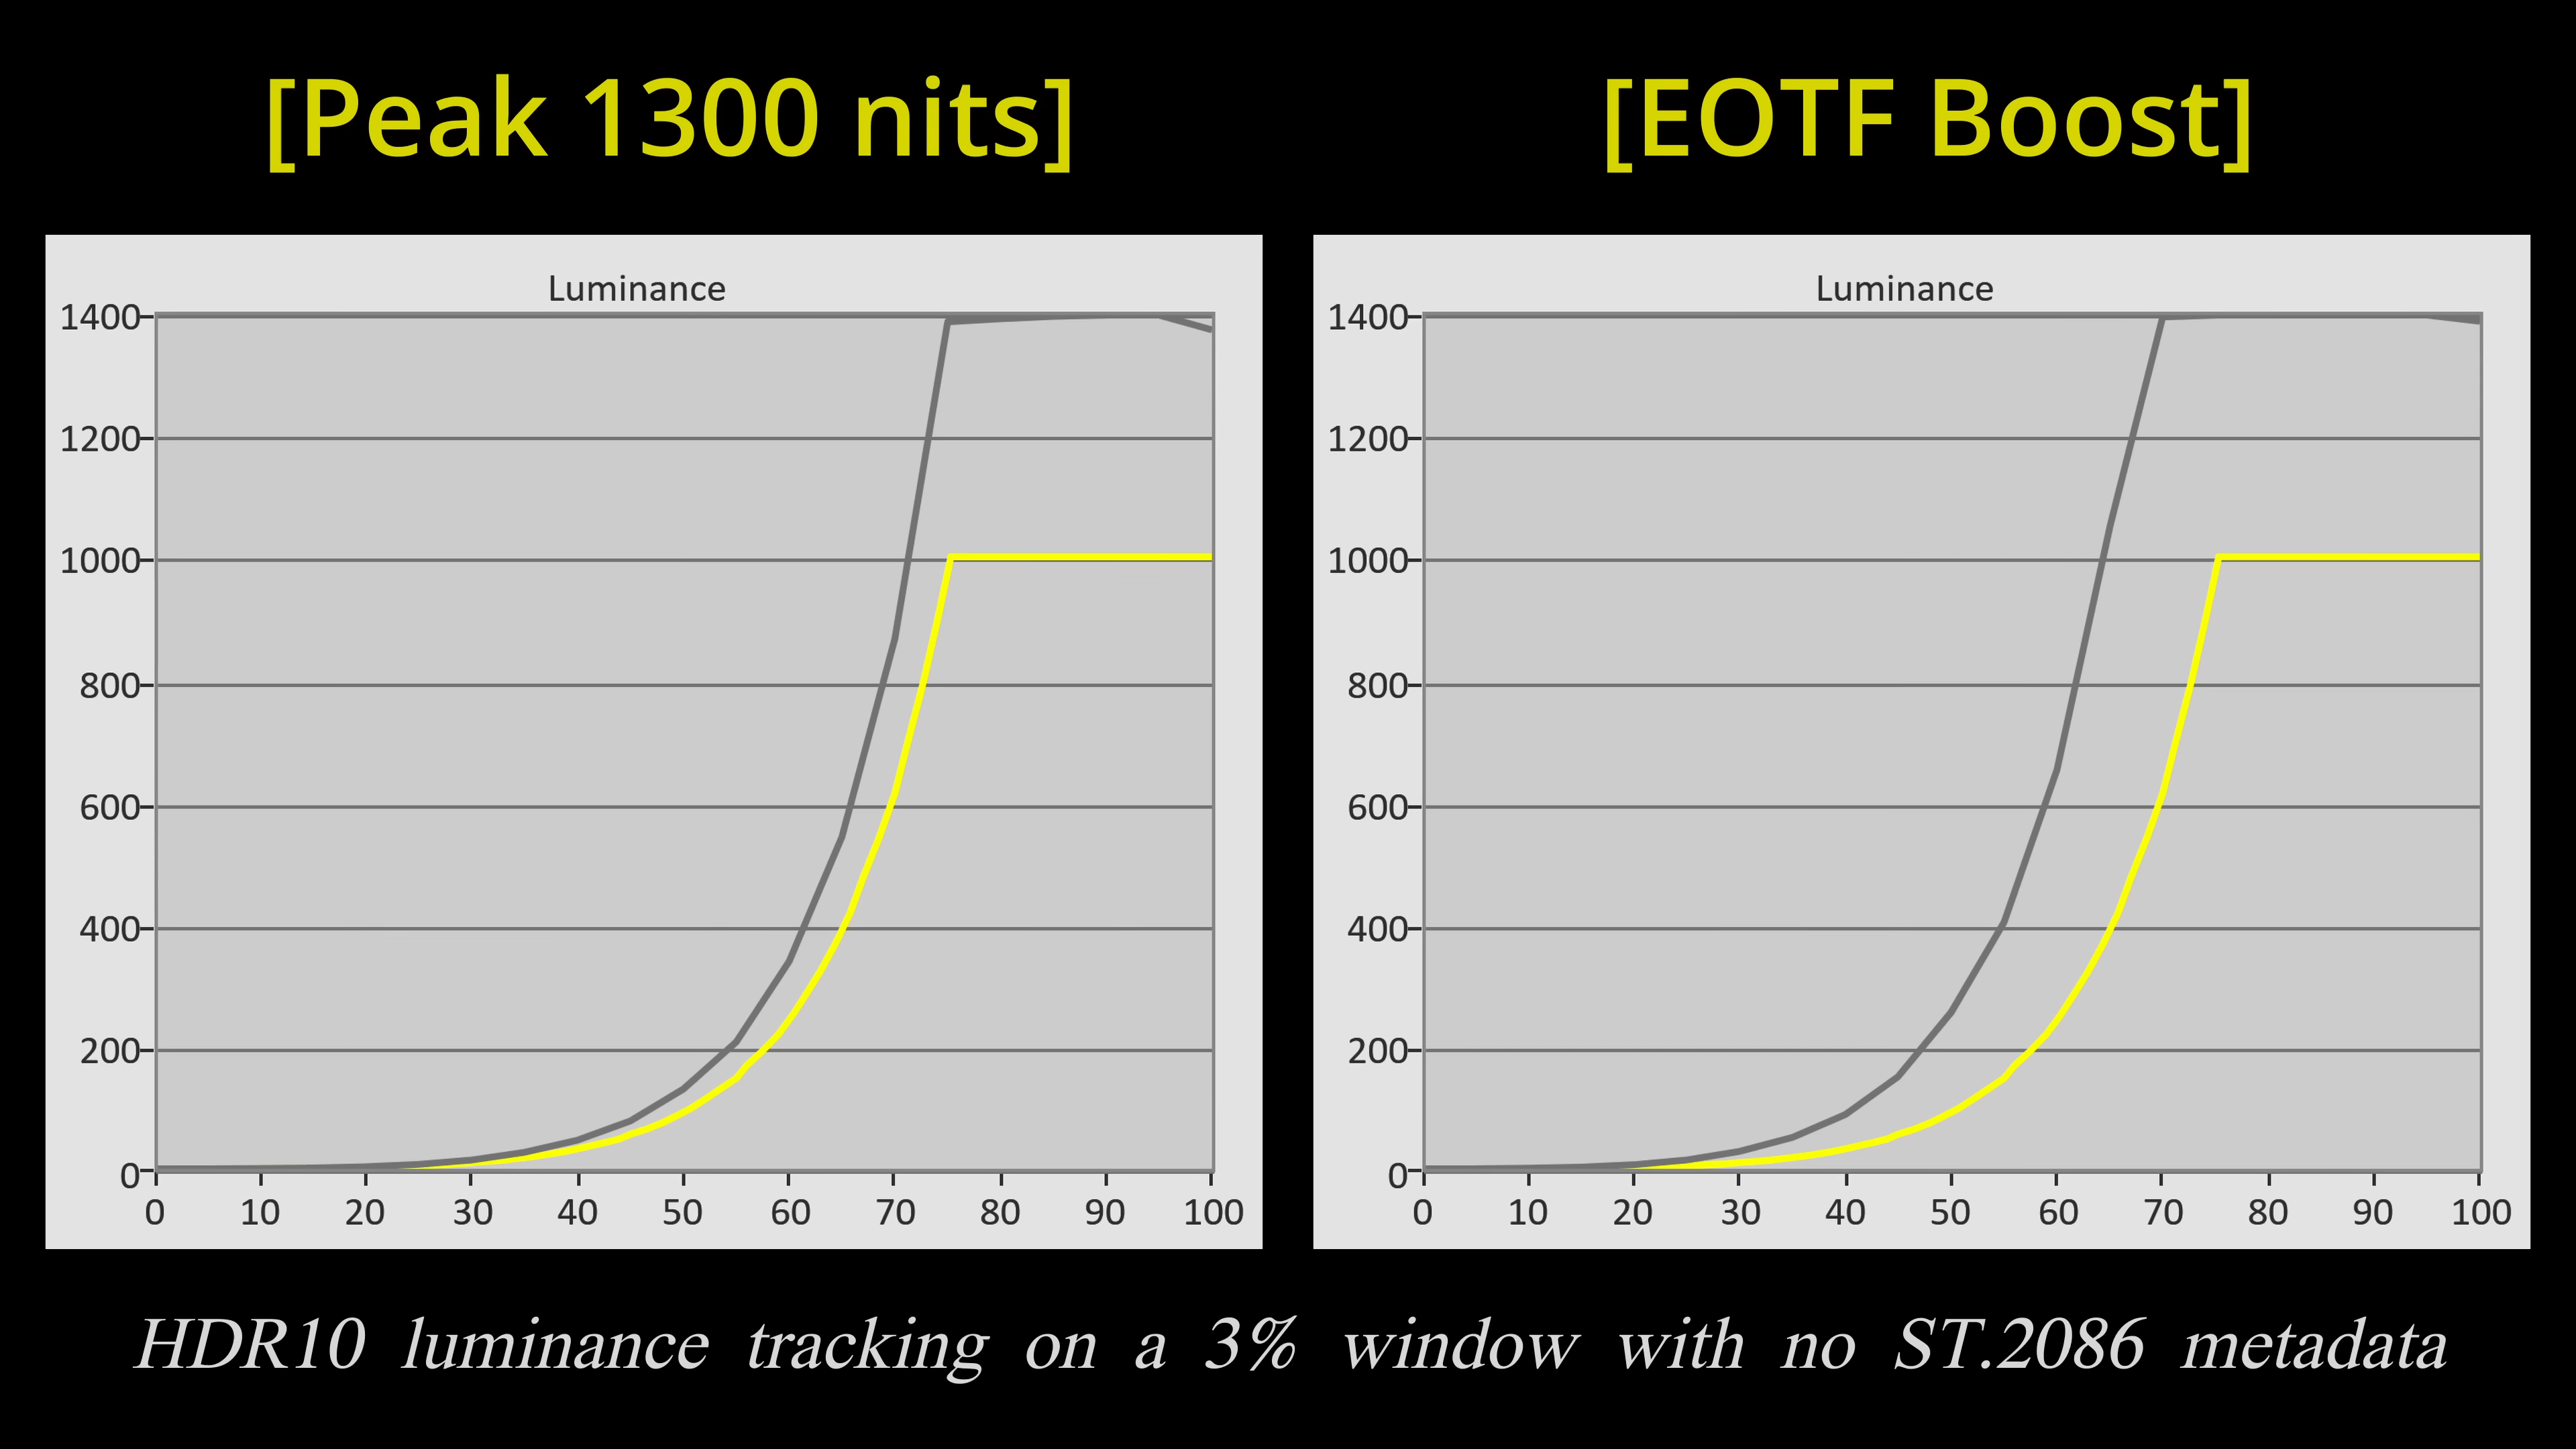 [Peak 1300 nits]
[EOTF Boost]
Luminance
1400
1200
1000
800
600
400
200
0
0 10 20 30 40 50 60 70 80 90 100
Luminance
1400
1200
1000
800
600
400
200
0
0 10 20 30 40 50 60 70 80 90 100
HDR10 luminance tracking on a 3% window with no ST.2086 metadata